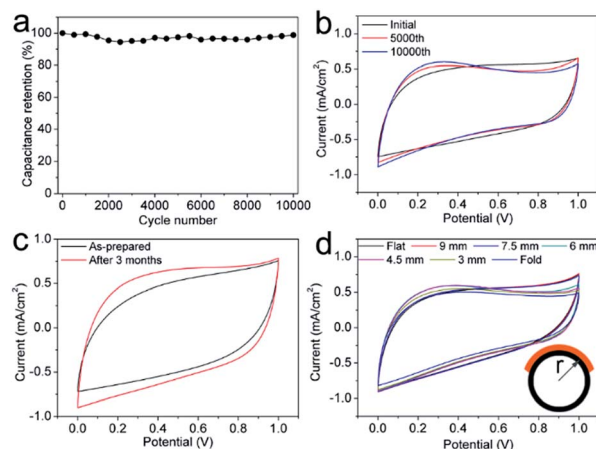 a
Capacitance retention (%)
100
80
60
40
20
0
0 2000 4000 6000 8000 10000
Cycle number
b
Initial
5000th
10000th
Current (mA/cm²)
1.0
0.5
0.0
-0.5
-1.0
0.0 0.2 0.4 0.6 0.8 1.0
Potential (V)
c
As-prepared
After 3 months
Current (mA/cm²)
1.0
0.5
0.0
-0.5
-1.0
0.0 0.2 0.4 0.6 0.8 1.0
Potential (V)
d
Flat 9 mm 7.5 mm 6 mm
4.5 mm 3 mm Fold
Current (mA/cm²)
1.0
0.5
0.0
-0.5
-1.0
r
0.0 0.2 0.4 0.6 0.8 1.0
Potential (V)